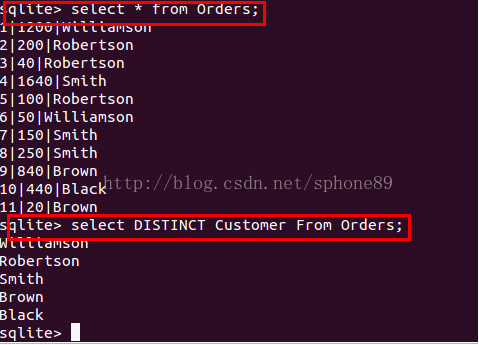 sqlite> select * from Orders;
1|1200|Williamson
2|200|Robertson
3|40|Robertson
4|1640|Smith
5|100|Robertson
6|50|Williamson
7|150|Smith
8|250|Smith
9|840|Brown
10|440|Black
http://blog.csdn.net/sphone89
11|20|Brown
sqlite> select DISTINCT Customer From Orders;
Williamson
Robertson
Smith
Brown
Black
sqlite>